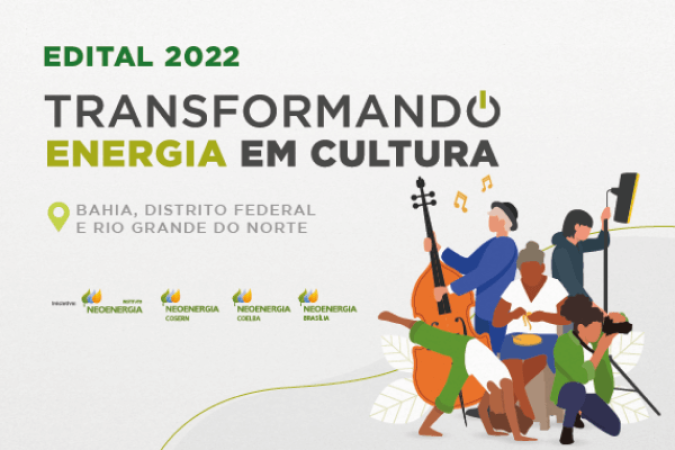 EDITAL 2022
TRANSFORMANDO
ENERGIA EM CULTURA
BAHIA, DISTRITO FEDERAL
E RIO GRANDE DO NORTE
INSTITUTO
NEOENERGIA
NEOENERGIA
COSERN
NEOENERGIA
COELBA
NEOENERGIA
BRASÍLIA